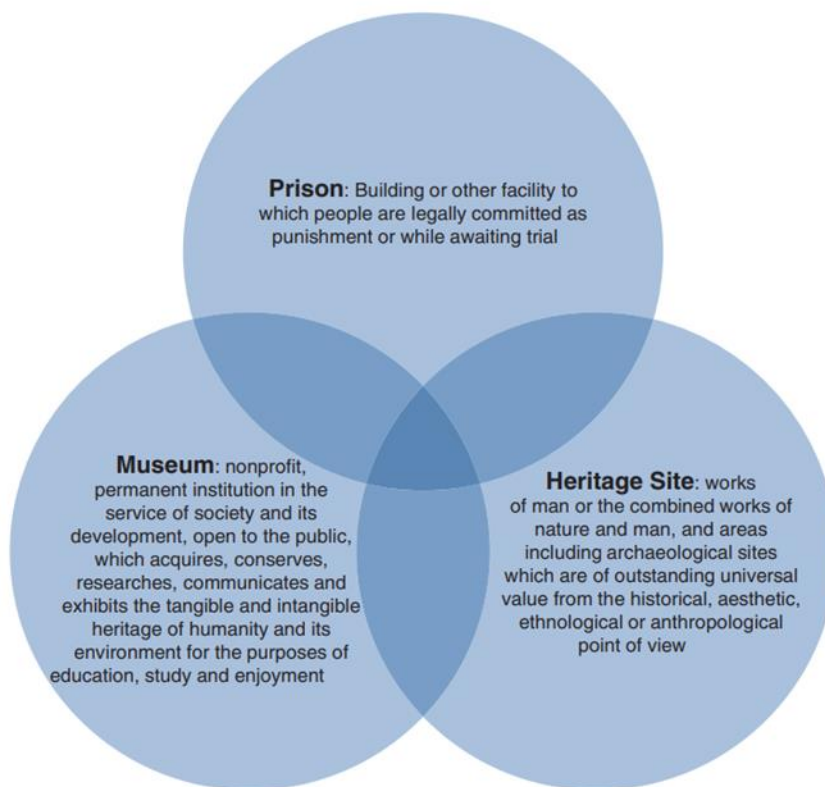 Prison: Building or other facility to
which people are legally committed as
punishment or while awaiting trial
Museum: nonprofit,
permanent institution in the
service of society and its
development, open to the public,
which acquires, conserves,
researches, communicates and
exhibits the tangible and intangible
heritage of humanity and its
environment for the purposes of
education, study and enjoyment
Heritage Site: works
of man or the combined works of
nature and man, and areas
including archaeological sites
which are of outstanding universal
value from the historical, aesthetic,
ethnological or anthropological
point of view